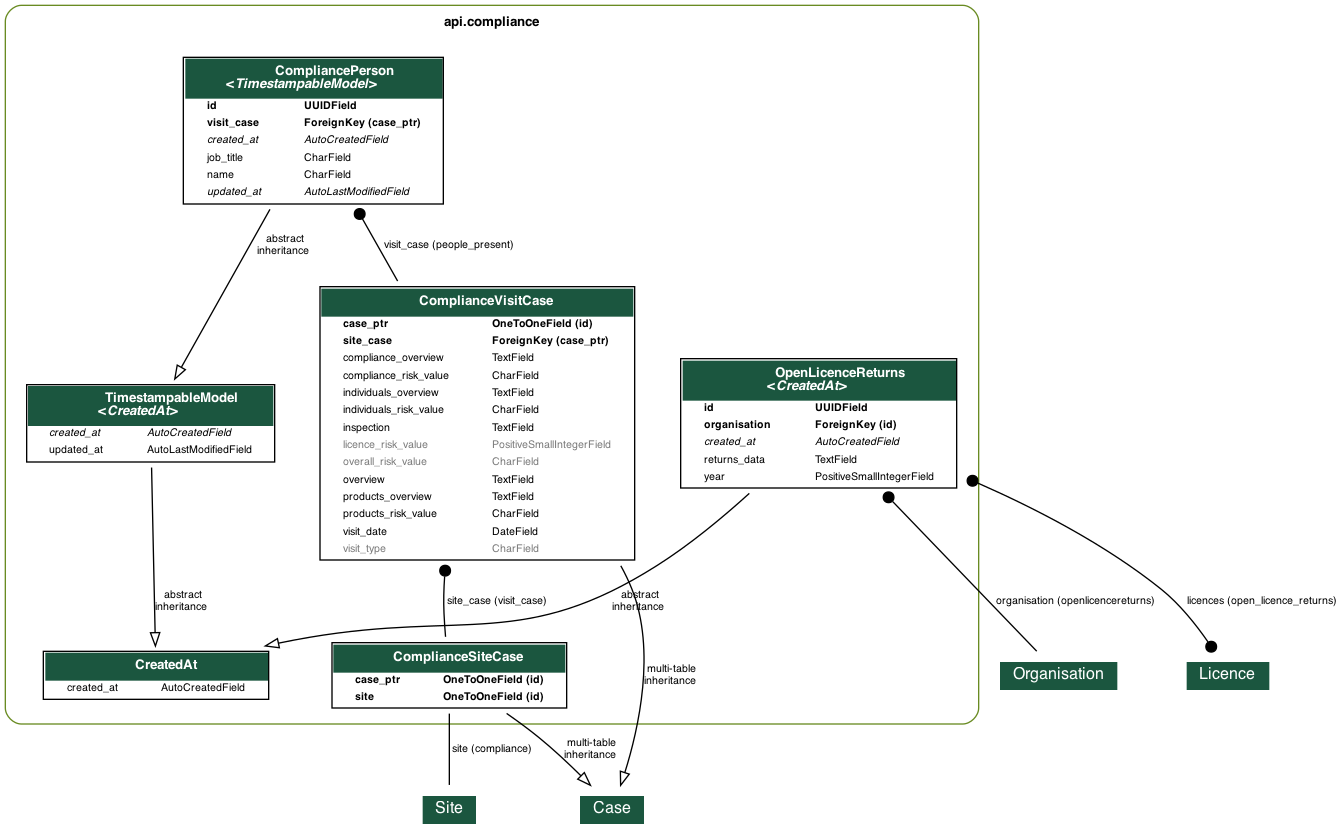 api.compliance
CompliancePerson
<TimestampableModel>
id UUIDField
visit_case ForeignKey (case_ptr)
created_at AutoCreatedField
job_title CharField
name CharField
updated_at AutoLastModifiedField
abstract
inheritance
visit_case (people_present)
ComplianceVisitCase
case_ptr OneToOneField (id)
site_case ForeignKey (case_ptr)
compliance_overview TextField
compliance_risk_value CharField
individuals_overview TextField
individuals_risk_value CharField
inspection TextField
licence_risk_value PositiveSmallIntegerField
overall_risk_value CharField
overview TextField
products_overview TextField
products_risk_value CharField
visit_date DateField
visit_type CharField
OpenLicenceReturns
<CreatedAt>
id UUIDField
organisation ForeignKey (id)
created_at AutoCreatedField
returns_data TextField
year PositiveSmallIntegerField
TimestampableModel
<CreatedAt>
created_at AutoCreatedField
updated_at AutoLastModifiedField
abstract
inheritance
site_case (visit_case)
abstract
inheritance
organisation (openlicencereturns)
licences (open_licence_returns)
CreatedAt
created_at AutoCreatedField
ComplianceSiteCase
case_ptr OneToOneField (id)
site OneToOneField (id)
multi-table
inheritance
Organisation
Licence
site (compliance)
multi-table
inheritance
Site
Case